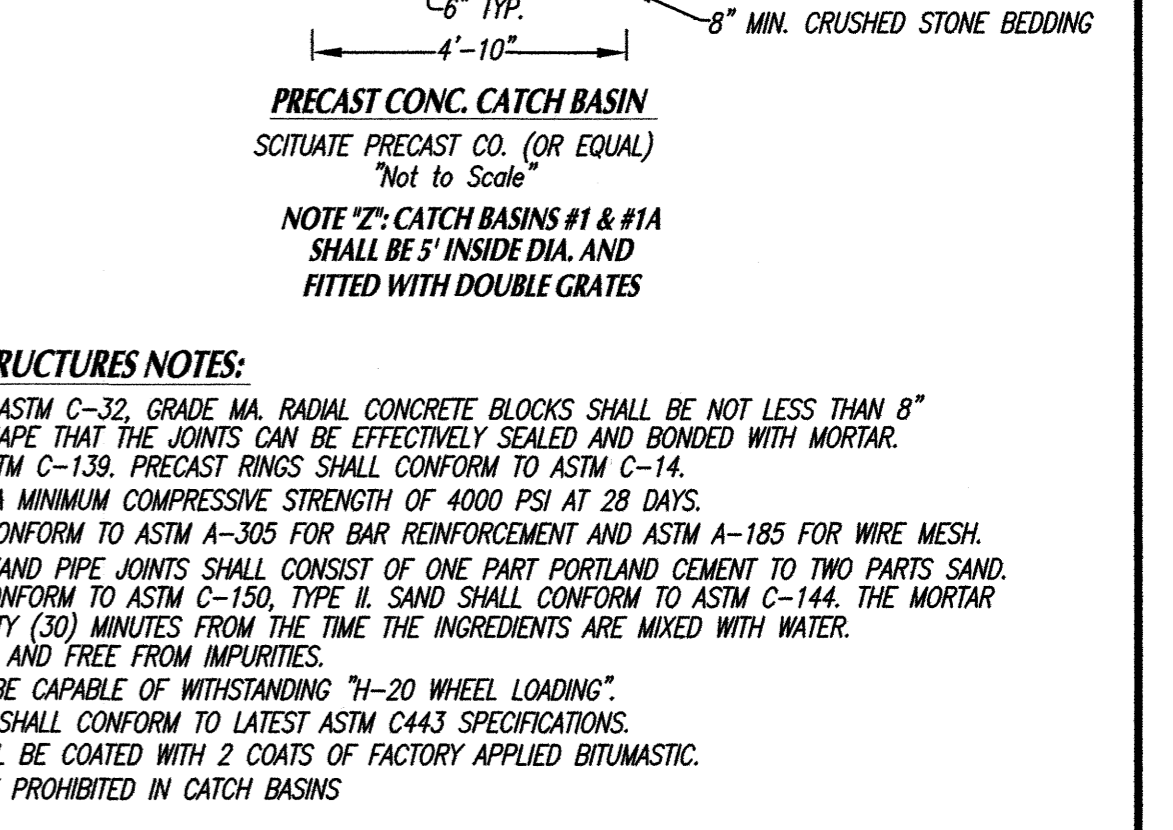 6" TYP.
8" MIN. CRUSHED STONE BEDDING
4'-10"
PRECAST CONC. CATCH BASIN
SCITUATE PRECAST CO. (OR EQUAL)
"Not to Scale"
NOTE "Z": CATCH BASINS #1 & #1A
SHALL BE 5' INSIDE DIA. AND
FITTED WITH DOUBLE GRATES
RUCTURES NOTES:
ASTM C-32, GRADE MA. RADIAL CONCRETE BLOCKS SHALL BE NOT LESS THAN 8"
APE THAT THE JOINTS CAN BE EFFECTIVELY SEALED AND BONDED WITH MORTAR.
TM C-139. PRECAST RINGS SHALL CONFORM TO ASTM C-14.
A MINIMUM COMPRESSIVE STRENGTH OF 4000 PSI AT 28 DAYS.
ONFORM TO ASTM A-305 FOR BAR REINFORCEMENT AND ASTM A-185 FOR WIRE MESH.
AND PIPE JOINTS SHALL CONSIST OF ONE PART PORTLAND CEMENT TO TWO PARTS SAND.
NFORM TO ASTM C-150, TYPE II. SAND SHALL CONFORM TO ASTM C-144. THE MORTAR
TY (30) MINUTES FROM THE TIME THE INGREDIENTS ARE MIXED WITH WATER.
AND FREE FROM IMPURITIES.
BE CAPABLE OF WITHSTANDING "H-20 WHEEL LOADING".
SHALL CONFORM TO LATEST ASTM C443 SPECIFICATIONS.
L BE COATED WITH 2 COATS OF FACTORY APPLIED BITUMASTIC.
PROHIBITED IN CATCH BASINS